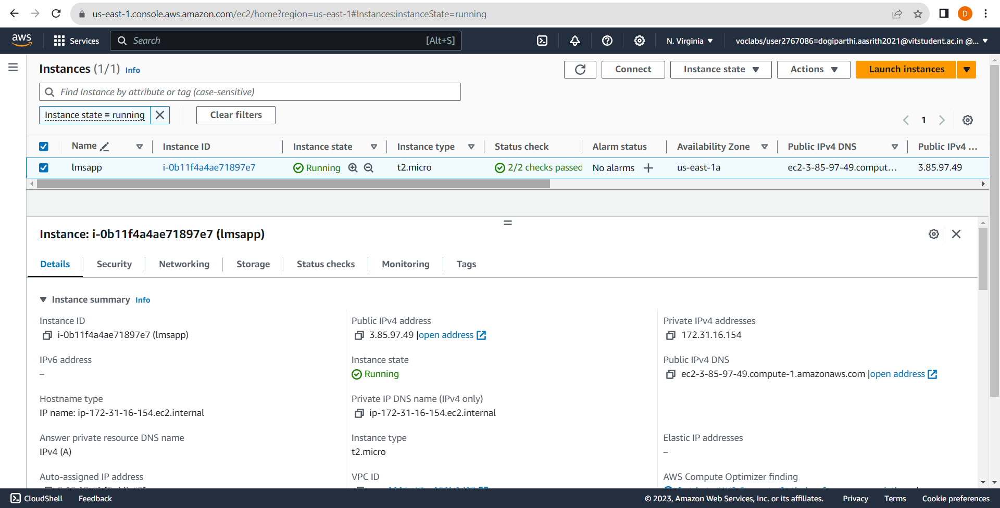 us-east-1.console.aws.amazon.com/ec2/home?region=us-east-1#Instances:instanceState=running
D
aws
Services
Search
[Alt+S]
N. Virginia
voclabs/user2767086=dogiparthi.aasrith2021@vitstudent.ac.in @...
Instances (1/1) Info
Connect
Instance state
Actions
Launch instances
Find Instance by attribute or tag (case-sensitive)
Instance state = running
Clear filters
1
Name
Instance ID
Instance state
Instance type
Status check
Alarm status
Availability Zone
Public IPv4 DNS
Public IPv4 ...
lmsapp
i-0b11f4a4ae71897e7
Running
t2.micro
2/2 checks passed
No alarms
us-east-1a
ec2-3-85-97-49.comput...
3.85.97.49
Instance: i-0b11f4a4ae71897e7 (lmsapp)
Details
Security
Networking
Storage
Status checks
Monitoring
Tags
Instance summary Info
Instance ID
i-0b11f4a4ae71897e7 (lmsapp)
Public IPv4 address
3.85.97.49 |open address
Private IPv4 addresses
172.31.16.154
IPv6 address
–
Instance state
Running
Public IPv4 DNS
ec2-3-85-97-49.compute-1.amazonaws.com |open address
Hostname type
IP name: ip-172-31-16-154.ec2.internal
Private IP DNS name (IPv4 only)
ip-172-31-16-154.ec2.internal
Answer private resource DNS name
IPv4 (A)
Instance type
t2.micro
Elastic IP addresses
–
Auto-assigned IP address
VPC ID
AWS Compute Optimizer finding
CloudShell
Feedback
© 2023, Amazon Web Services, Inc. or its affiliates.
Privacy
Terms
Cookie preferences